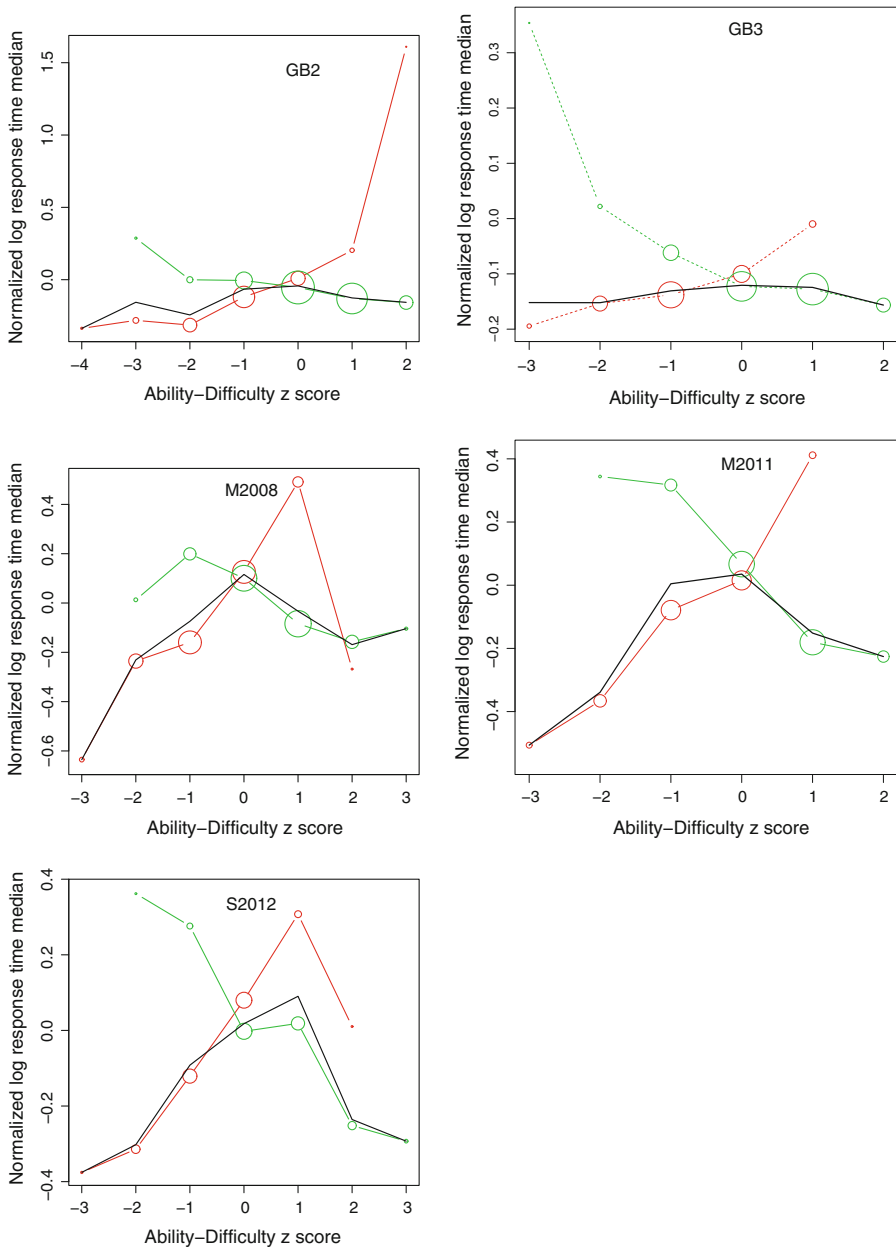 GB2
Normalized log response time median
1.5
1.0
0.5
0.0
−4 −3 −2 −1 0 1 2
Ability−Difficulty z score
GB3
Normalized log response time median
0.3
0.2
0.1
0.0
−0.1
−0.2
−3 −2 −1 0 1 2
Ability−Difficulty z score
M2008
Normalized log response time median
0.4
0.2
0.0
−0.2
−0.4
−0.6
−3 −2 −1 0 1 2 3
Ability−Difficulty z score
M2011
Normalized log response time median
0.4
0.2
0.0
−0.2
−0.4
−3 −2 −1 0 1 2
Ability−Difficulty z score
S2012
Normalized log response time median
0.4
0.2
0.0
−0.2
−0.4
−3 −2 −1 0 1 2 3
Ability−Difficulty z score